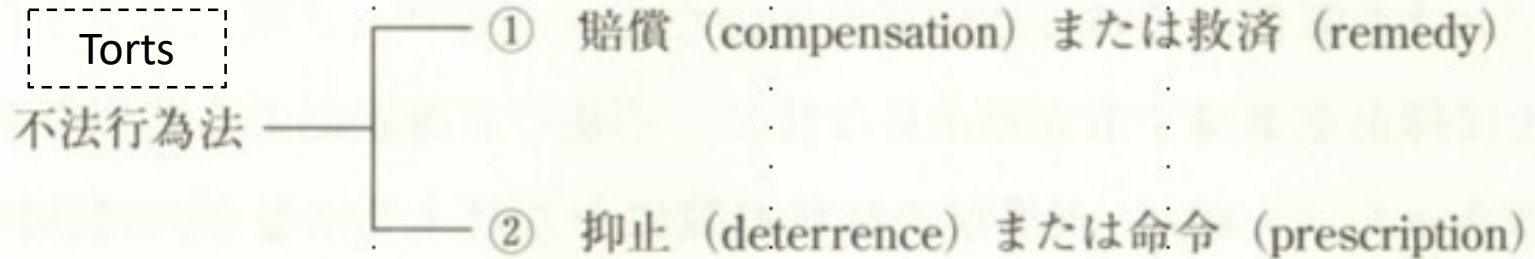 Torts
① 賠償（compensation）または救済（remedy）
不法行為法
② 抑止（deterrence）または命令（prescription）